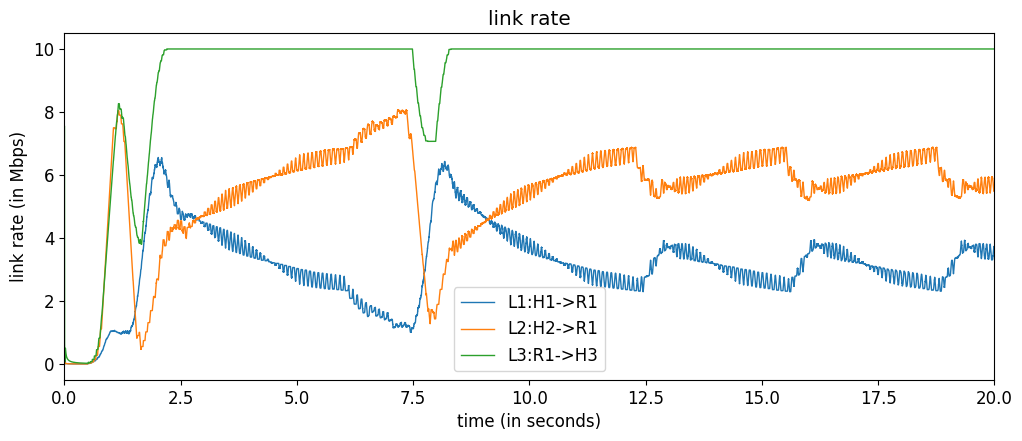 link rate
link rate (in Mbps)
10
8
6
4
2
0
L1:H1->R1
L2:H2->R1
L3:R1->H3
0.0 2.5 5.0 7.5 10.0 12.5 15.0 17.5 20.0
time (in seconds)